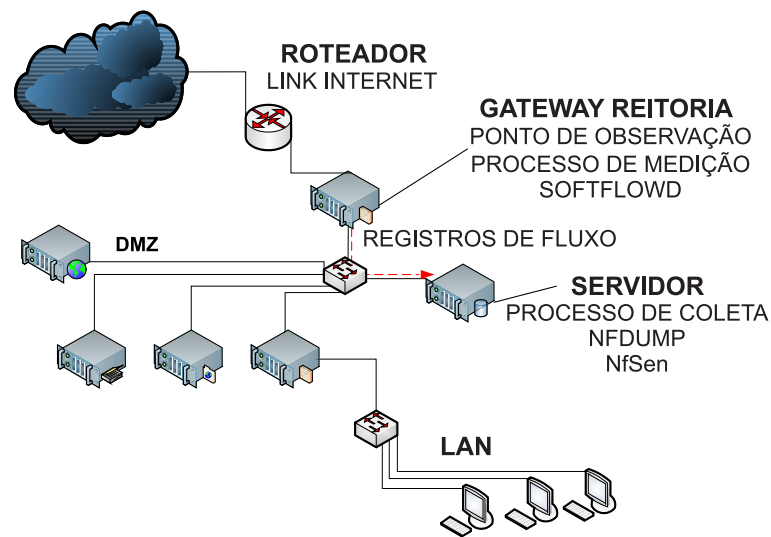 ROTEADOR
LINK INTERNET
GATEWAY REITORIA
PONTO DE OBSERVAÇÃO
PROCESSO DE MEDIÇÃO
SOFTFLOWD
DMZ
REGISTROS DE FLUXO
SERVIDOR
PROCESSO DE COLETA
NFDUMP
NfSen
LAN